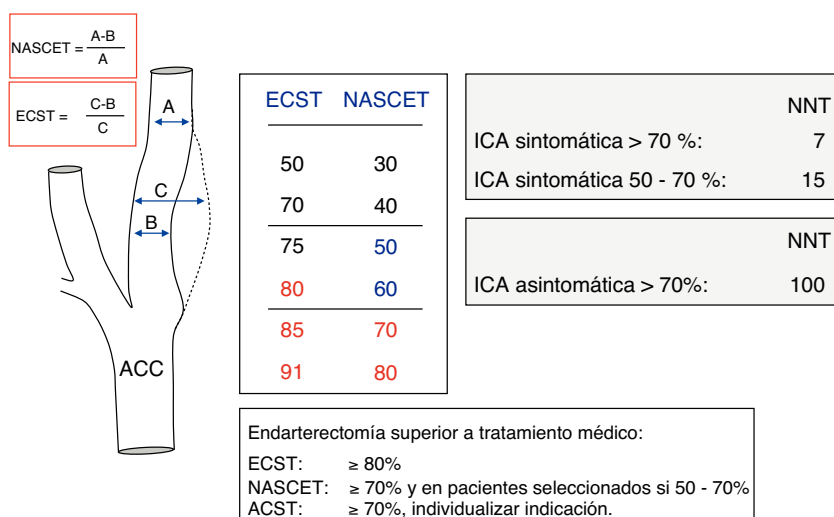 NASCET = A-B / A
ECST = C-B / C
A
C
B
ACC
ECST NASCET
50 30
70 40
75 50
80 60
85 70
91 80
NNT
ICA sintomática > 70 %: 7
ICA sintomática 50 - 70 %: 15
NNT
ICA asintomática > 70%: 100
Endarterectomía superior a tratamiento médico:
ECST: ≥ 80%
NASCET: ≥ 70% y en pacientes seleccionados si 50 - 70%
ACST: ≥ 70%, individualizar indicación.